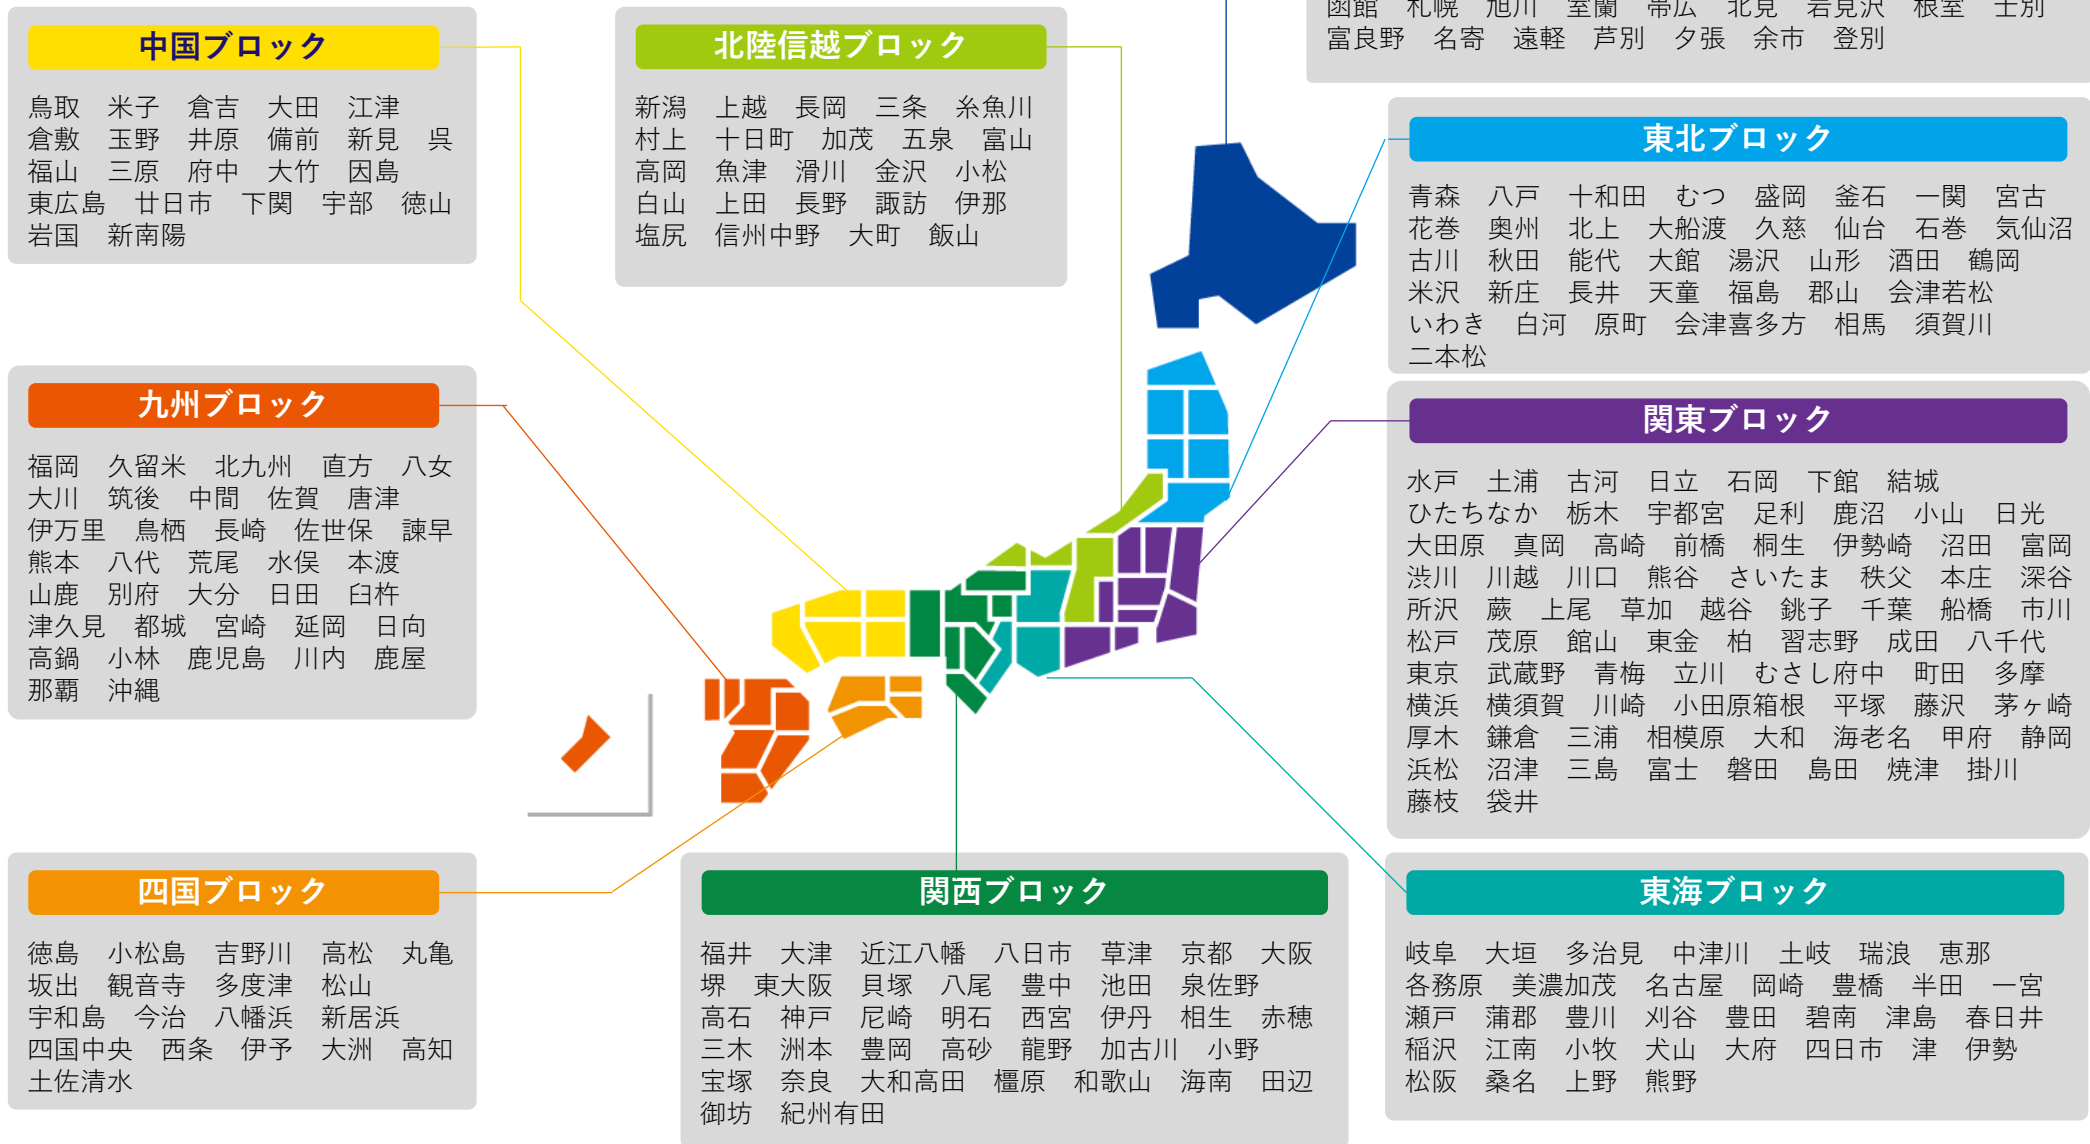 中国ブロック
鳥取　米子　倉吉　大田　江津
倉敷　玉野　井原　備前　新見　呉
福山　三原　府中　大竹　因島
東広島　廿日市　下関　宇部　徳山
岩国　新南陽
北陸信越ブロック
新潟　上越　長岡　三条　糸魚川
村上　十日町　加茂　五泉　富山
高岡　魚津　滑川　金沢　小松
白山　上田　長野　諏訪　伊那
塩尻　信州中野　大町　飯山
函館　札幌　旭川　室蘭　帯広　北見　岩見沢　根室　士別
富良野　名寄　遠軽　芦別　夕張　余市　登別
東北ブロック
青森　八戸　十和田　むつ　盛岡　釜石　一関　宮古
花巻　奥州　北上　大船渡　久慈　仙台　石巻　気仙沼
古川　秋田　能代　大館　湯沢　山形　酒田　鶴岡
米沢　新庄　長井　天童　福島　郡山　会津若松
いわき　白河　原町　会津喜多方　相馬　須賀川
二本松
九州ブロック
福岡　久留米　北九州　直方　八女
大川　筑後　中間　佐賀　唐津
伊万里　鳥栖　長崎　佐世保　諫早
熊本　八代　荒尾　水俣　本渡
山鹿　別府　大分　日田　臼杵
津久見　都城　宮崎　延岡　日向
高鍋　小林　鹿児島　川内　鹿屋
那覇　沖縄
関東ブロック
水戸　土浦　古河　日立　石岡　下館　結城
ひたちなか　栃木　宇都宮　足利　鹿沼　小山　日光
大田原　真岡　高崎　前橋　桐生　伊勢崎　沼田　富岡
渋川　川越　川口　熊谷　さいたま　秩父　本庄　深谷
所沢　蕨　上尾　草加　越谷　銚子　千葉　船橋　市川
松戸　茂原　館山　東金　柏　習志野　成田　八千代
東京　武蔵野　青梅　立川　むさし府中　町田　多摩
横浜　横須賀　川崎　小田原箱根　平塚　藤沢　茅ヶ崎
厚木　鎌倉　三浦　相模原　大和　海老名　甲府　静岡
浜松　沼津　三島　富士　磐田　島田　焼津　掛川
藤枝　袋井
四国ブロック
徳島　小松島　吉野川　高松　丸亀
坂出　観音寺　多度津　松山
宇和島　今治　八幡浜　新居浜
四国中央　西条　伊予　大洲　高知
土佐清水
関西ブロック
福井　大津　近江八幡　八日市　草津　京都　大阪
堺　東大阪　貝塚　八尾　豊中　池田　泉佐野
高石　神戸　尼崎　明石　西宮　伊丹　相生　赤穂
三木　洲本　豊岡　高砂　龍野　加古川　小野
宝塚　奈良　大和高田　橿原　和歌山　海南　田辺
御坊　紀州有田
東海ブロック
岐阜　大垣　多治見　中津川　土岐　瑞浪　恵那
各務原　美濃加茂　名古屋　岡崎　豊橋　半田　一宮
瀬戸　蒲郡　豊川　刈谷　豊田　碧南　津島　春日井
稲沢　江南　小牧　犬山　大府　四日市　津　伊勢
松阪　桑名　上野　熊野